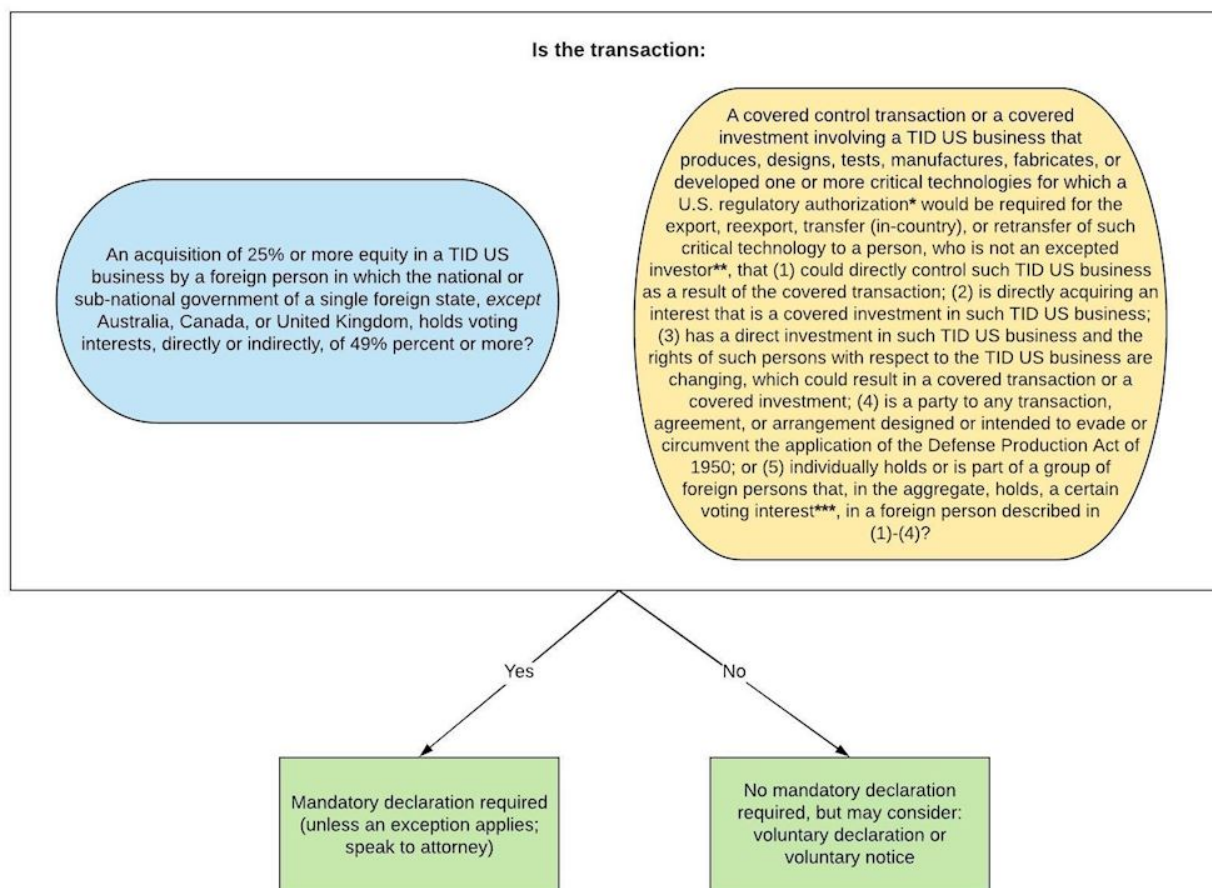 Is the transaction:
An acquisition of 25% or more equity in a TID US
business by a foreign person in which the national or
sub-national government of a single foreign state, except
Australia, Canada, or United Kingdom, holds voting
interests, directly or indirectly, of 49% percent or more?
A covered control transaction or a covered
investment involving a TID US business that
produces, designs, tests, manufactures, fabricates, or
developed one or more critical technologies for which a
U.S. regulatory authorization* would be required for the
export, reexport, transfer (in-country), or retransfer of such
critical technology to a person, who is not an excepted
investor**, that (1) could directly control such TID US business
as a result of the covered transaction; (2) is directly acquiring an
interest that is a covered investment in such TID US business;
(3) has a direct investment in such TID US business and the
rights of such persons with respect to the TID US business are
changing, which could result in a covered transaction or a
covered investment; (4) is a party to any transaction,
agreement, or arrangement designed or intended to evade or
circumvent the application of the Defense Production Act of
1950; or (5) individually holds or is part of a group of
foreign persons that, in the aggregate, holds, a certain
voting interest***, in a foreign person described in
(1)-(4)?
Yes
No
Mandatory declaration required
(unless an exception applies;
speak to attorney)
No mandatory declaration
required, but may consider:
voluntary declaration or
voluntary notice